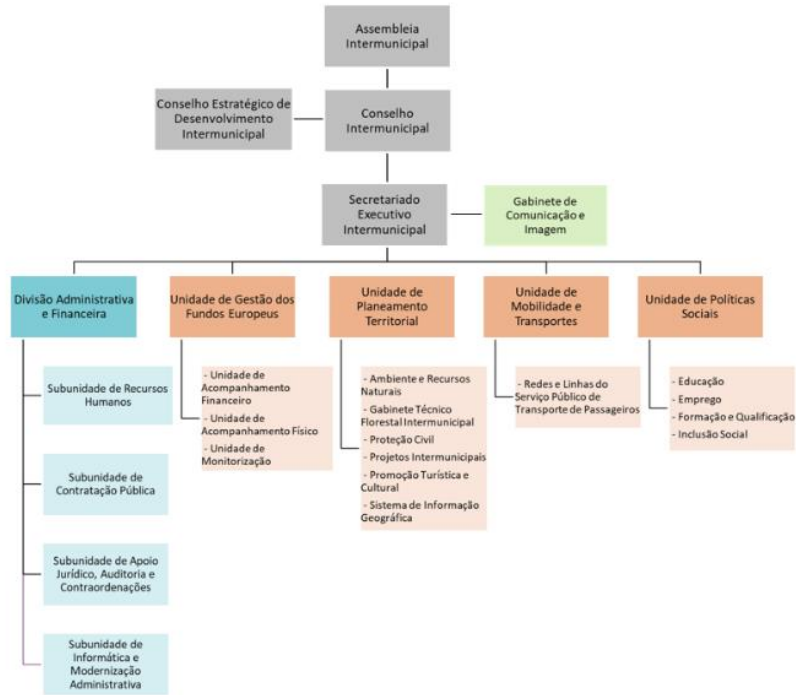 Assembleia
Intermunicipal
Conselho Estratégico de
Desenvolvimento
Intermunicipal
Conselho
Intermunicipal
Secretariado
Executivo
Intermunicipal
Gabinete de
Comunicação e
Imagem
Divisão Administrativa
e Financeira
Unidade de Gestão dos
Fundos Europeus
Unidade de
Planeamento
Territorial
Unidade de
Mobilidade e
Transportes
Unidade de Políticas
Sociais
Subunidade de Recursos
Humanos
Subunidade de
Contratação Pública
Subunidade de Apoio
Jurídico, Auditoria e
Contraordenações
Subunidade de
Informática e
Modernização
Administrativa
- Unidade de
Acompanhamento
Financeiro
- Unidade de
Acompanhamento Físico
- Unidade de
Monitorização
- Ambiente e Recursos
Naturais
- Gabinete Técnico
Florestal Intermunicipal
- Proteção Civil
- Projetos Intermunicipais
- Promoção Turística e
Cultural
- Sistema de Informação
Geográfica
- Redes e Linhas do
Serviço Público de
Transporte de Passageiros
- Educação
- Emprego
- Formação e Qualificação
- Inclusão Social